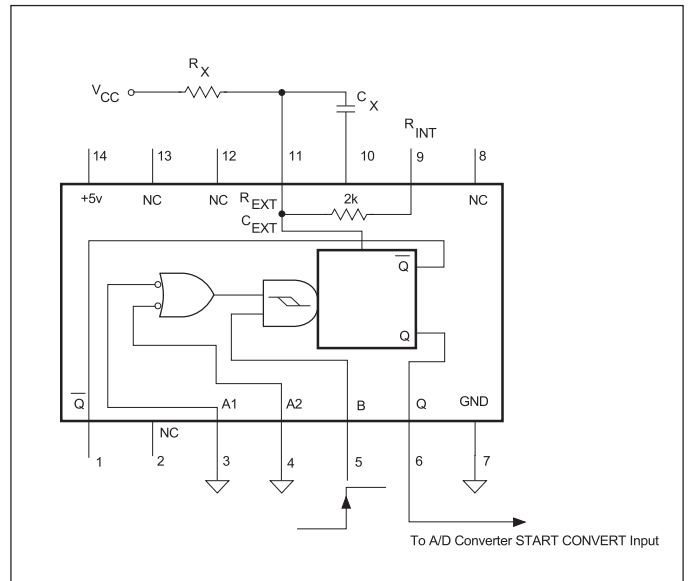 R X
V CC
C X
R INT
14 13 12 11 10 9 8
+5v NC NC R EXT 2k NC
C EXT
Q
Q
Q A1 A2 B Q GND
NC
1 2 3 4 5 6 7
To A/D Converter START CONVERT Input